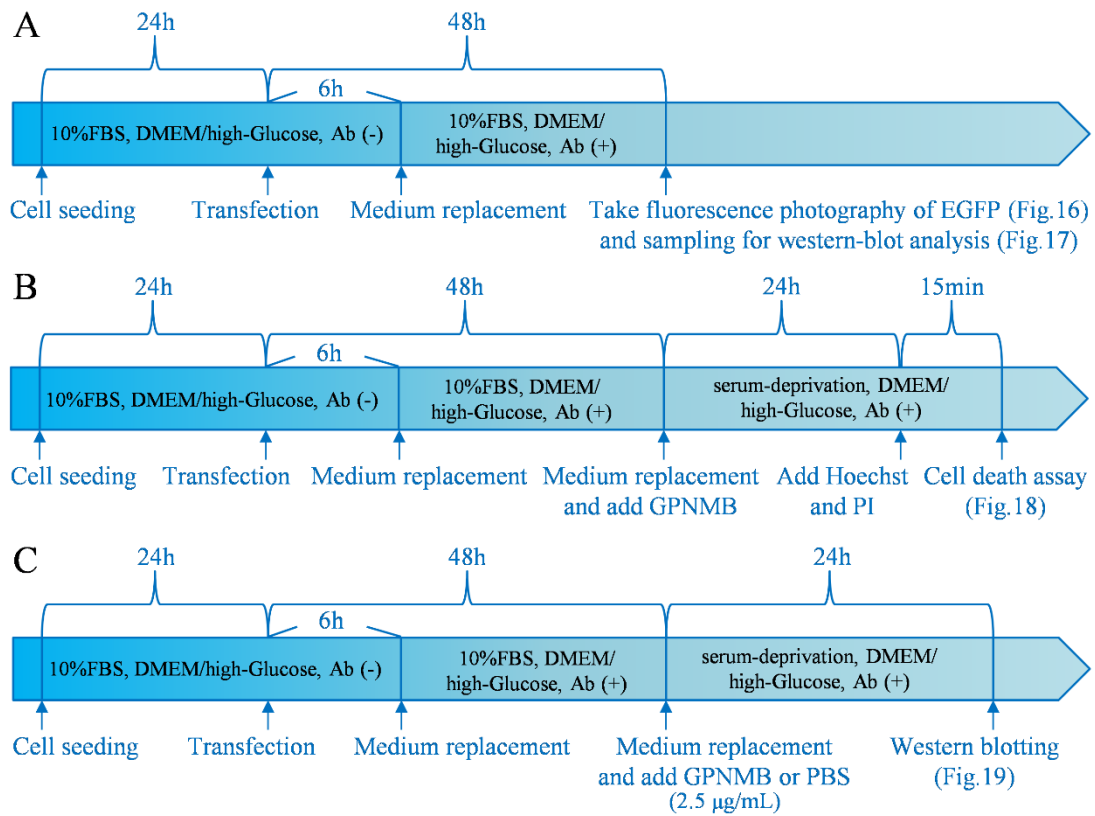 A
24h
48h
6h
10%FBS, DMEM/high-Glucose, Ab (-)
10%FBS, DMEM/
high-Glucose, Ab (+)
Cell seeding
Transfection
Medium replacement
Take fluorescence photography of EGFP (Fig.16)
and sampling for western-blot analysis (Fig.17)
B
24h
48h
24h
15min
6h
10%FBS, DMEM/high-Glucose, Ab (-)
10%FBS, DMEM/
high-Glucose, Ab (+)
serum-deprivation, DMEM/
high-Glucose, Ab (+)
Cell seeding
Transfection
Medium replacement
Medium replacement
and add GPNMB
Add Hoechst
and PI
Cell death assay
(Fig.18)
C
24h
48h
24h
6h
10%FBS, DMEM/high-Glucose, Ab (-)
10%FBS, DMEM/
high-Glucose, Ab (+)
serum-deprivation, DMEM/
high-Glucose, Ab (+)
Cell seeding
Transfection
Medium replacement
Medium replacement
and add GPNMB or PBS
(2.5 μg/mL)
Western blotting
(Fig.19)